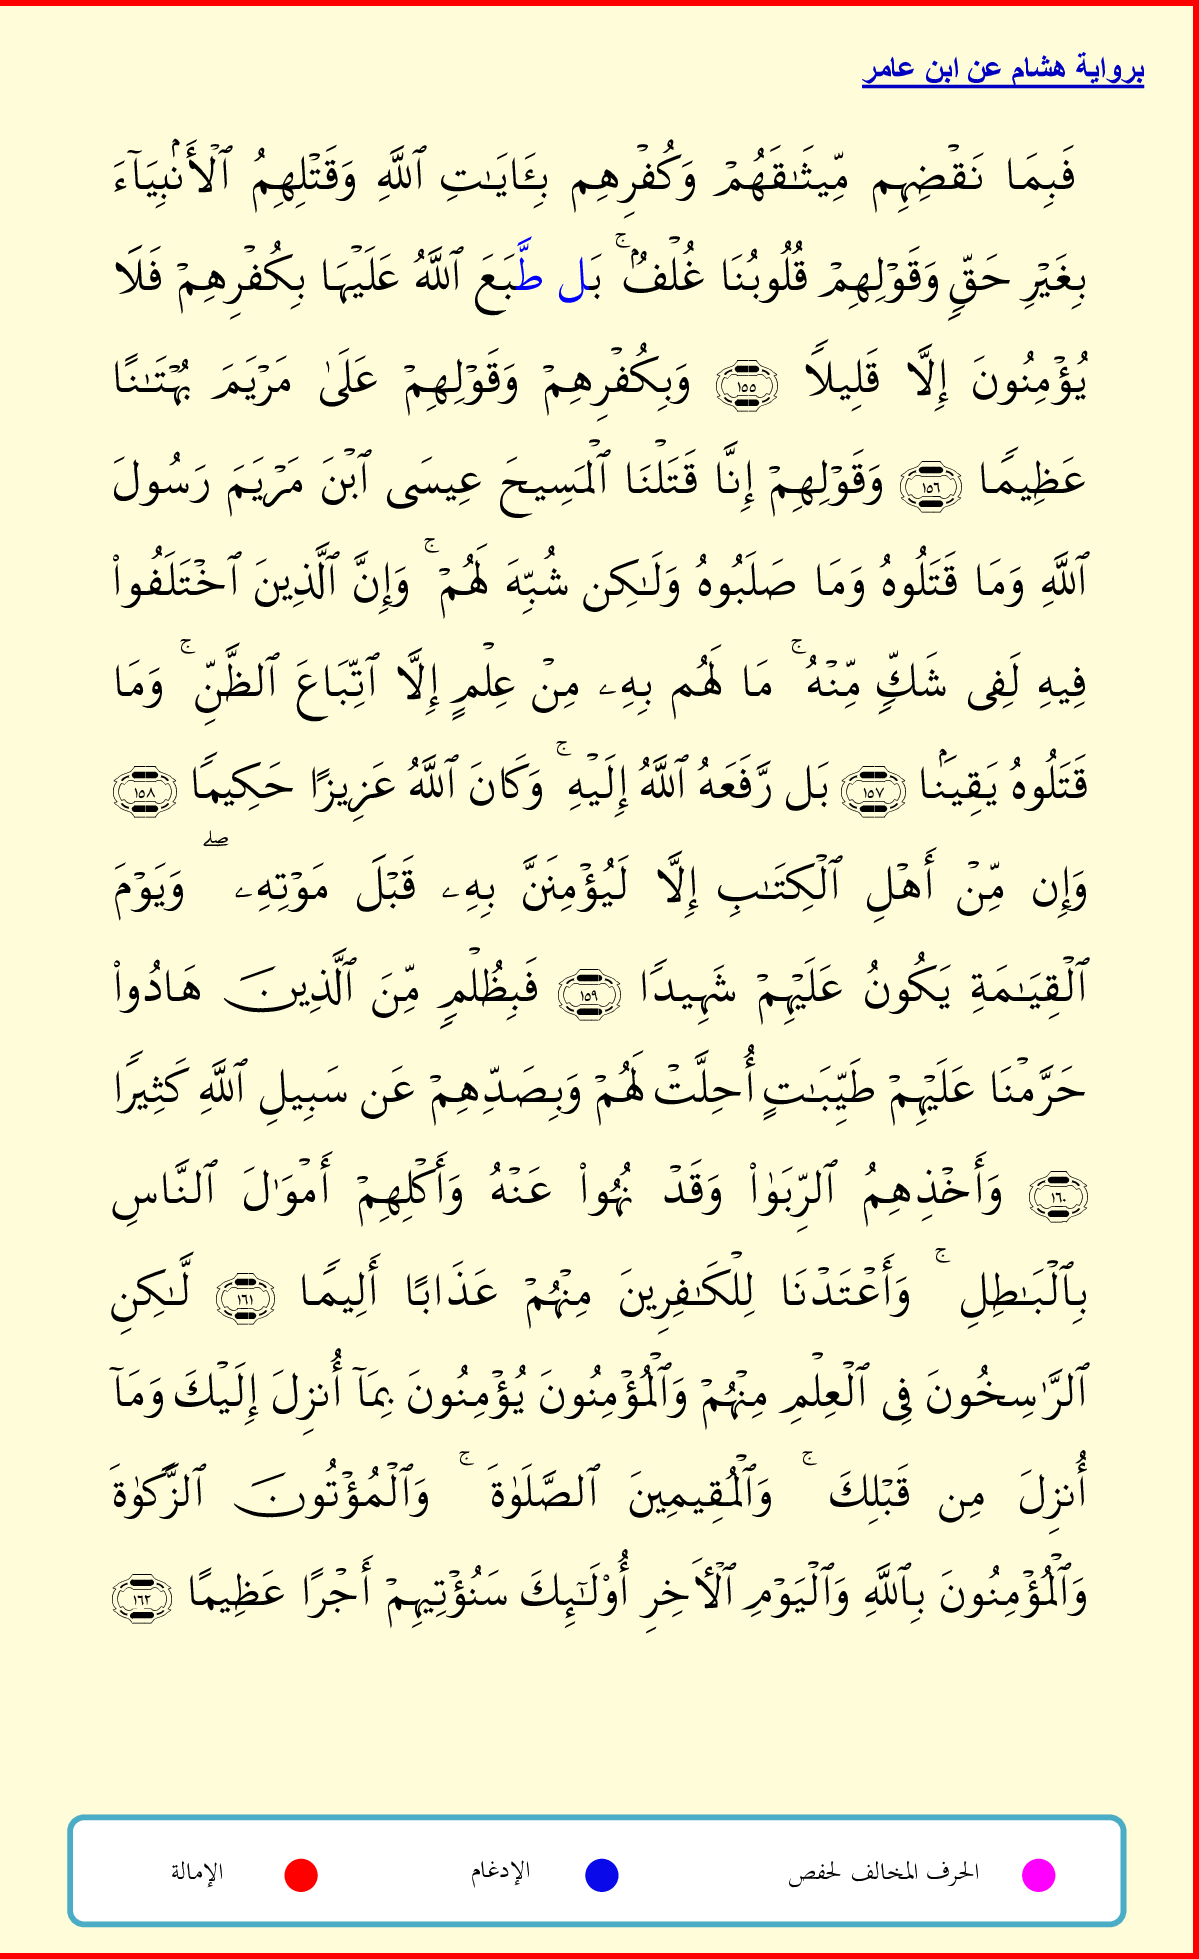 برواية هشام عن ابن عامر
فَبِمَا نَقۡضِهِم مِّيثَـٰقَهُمۡ وَكُفۡرِهِم بِـَٔايَـٰتِ ٱللَّهِ وَقَتۡلِهِمُ ٱلۡأَنۢبِيَآءَ
بِغَيۡرِ حَقٍّ وَقَوۡلِهِمۡ قُلُوبُنَا غُلۡفُۢ ۚ بَل طَّبَعَ ٱللَّهُ عَلَيۡهَا بِكُفۡرِهِمۡ فَلَا
يُؤۡمِنُونَ إِلَّا قَلِيلًا ١٥٥ وَبِكُفۡرِهِمۡ وَقَوۡلِهِمۡ عَلَىٰ مَرۡيَمَ بُهۡتَـٰنًا
عَظِيمًا ١٥٦ وَقَوۡلِهِمۡ إِنَّا قَتَلۡنَا ٱلۡمَسِيحَ عِيسَى ٱبۡنَ مَرۡيَمَ رَسُولَ
ٱللَّهِ وَمَا قَتَلُوهُ وَمَا صَلَبُوهُ وَلَـٰكِن شُبِّهَ لَهُمۡ ۚ وَإِنَّ ٱلَّذِينَ ٱخۡتَلَفُوا۟
فِيهِ لَفِى شَكٍّ مِّنۡهُ ۚ مَا لَهُم بِهِۦ مِنۡ عِلۡمٍ إِلَّا ٱتِّبَاعَ ٱلظَّنِّ ۚ وَمَا
قَتَلُوهُ يَقِينَۢا ١٥٧ بَل رَّفَعَهُ ٱللَّهُ إِلَيۡهِ ۚ وَكَانَ ٱللَّهُ عَزِيزًا حَكِيمًا ١٥٨
وَإِن مِّنۡ أَهۡلِ ٱلۡكِتَـٰبِ إِلَّا لَيُؤۡمِنَنَّ بِهِۦ قَبۡلَ مَوۡتِهِۦ ۖ وَيَوۡمَ
ٱلۡقِيَـٰمَةِ يَكُونُ عَلَيۡهِمۡ شَهِيدًا ١٥٩ فَبِظُلۡمٍ مِّنَ ٱلَّذِينَ هَادُوا۟
حَرَّمۡنَا عَلَيۡهِمۡ طَيِّبَـٰتٍ أُحِلَّتۡ لَهُمۡ وَبِصَدِّهِمۡ عَن سَبِيلِ ٱللَّهِ كَثِيرًا
١٦٠ وَأَخۡذِهِمُ ٱلرِّبَوٰا۟ وَقَدۡ نُهُوا۟ عَنۡهُ وَأَكۡلِهِمۡ أَمۡوَٰلَ ٱلنَّاسِ
بِٱلۡبَـٰطِلِ ۚ وَأَعۡتَدۡنَا لِلۡكَـٰفِرِينَ مِنۡهُمۡ عَذَابًا أَلِيمًا ١٦١ لَّـٰكِنِ
ٱلرَّٰسِخُونَ فِى ٱلۡعِلۡمِ مِنۡهُمۡ وَٱلۡمُؤۡمِنُونَ يُؤۡمِنُونَ بِمَآ أُنزِلَ إِلَيۡكَ وَمَآ
أُنزِلَ مِن قَبۡلِكَ ۚ وَٱلۡمُقِيمِينَ ٱلصَّلَوٰةَ ۚ وَٱلۡمُؤۡتُونَ ٱلزَّكَوٰةَ
وَٱلۡمُؤۡمِنُونَ بِٱللَّهِ وَٱلۡيَوۡمِ ٱلۡأَخِرِ أُو۟لَـٰٓئِكَ سَنُؤۡتِيهِمۡ أَجۡرًا عَظِيمًا ١٦٢
الحرف المخالف لحفص الإدغام الإمالة